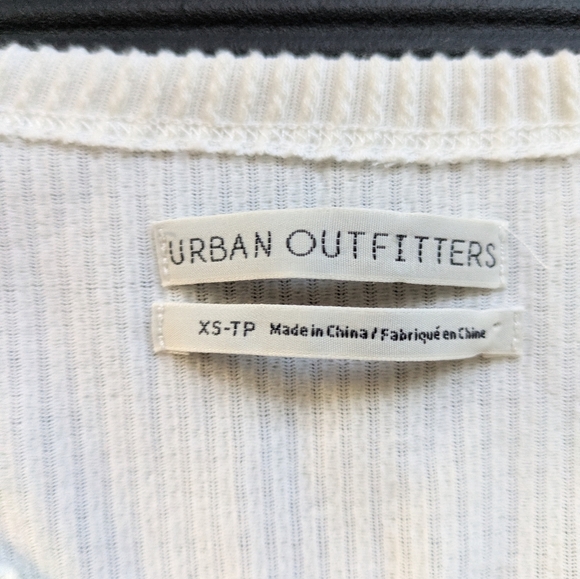 URBAN OUTFITTERS
XS-TP Made in China / Fabriqué en Chine